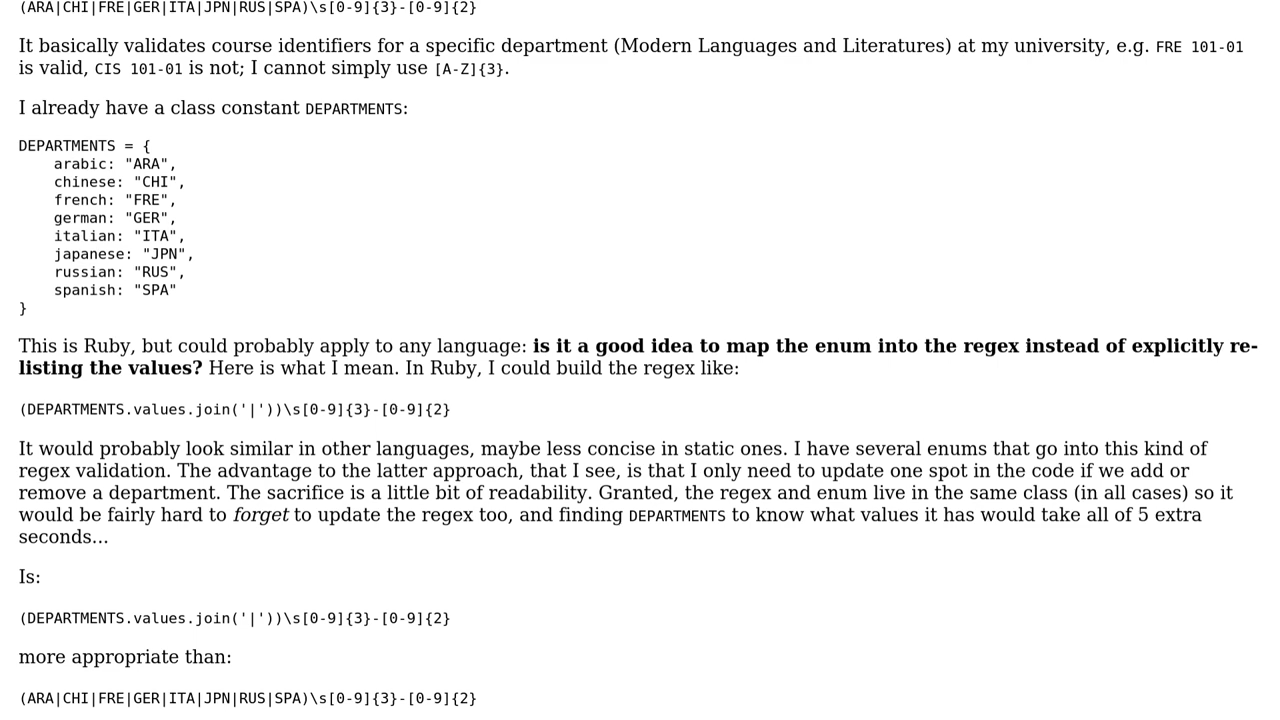 (ARA|CHI|FRE|GER|ITA|JPN|RUS|SPA)\s[0-9]{3}-[0-9]{2}
It basically validates course identifiers for a specific department (Modern Languages and Literatures) at my university, e.g. FRE 101-01
is valid, CIS 101-01 is not; I cannot simply use [A-Z]{3}.
I already have a class constant DEPARTMENTS:
DEPARTMENTS = {
    arabic: "ARA",
    chinese: "CHI",
    french: "FRE",
    german: "GER",
    italian: "ITA",
    japanese: "JPN",
    russian: "RUS",
    spanish: "SPA"
}
This is Ruby, but could probably apply to any language: is it a good idea to map the enum into the regex instead of explicitly re-
listing the values? Here is what I mean. In Ruby, I could build the regex like:
(DEPARTMENTS.values.join('|'))\s[0-9]{3}-[0-9]{2}
It would probably look similar in other languages, maybe less concise in static ones. I have several enums that go into this kind of
regex validation. The advantage to the latter approach, that I see, is that I only need to update one spot in the code if we add or
remove a department. The sacrifice is a little bit of readability. Granted, the regex and enum live in the same class (in all cases) so it
would be fairly hard to forget to update the regex too, and finding DEPARTMENTS to know what values it has would take all of 5 extra
seconds...
Is:
(DEPARTMENTS.values.join('|'))\s[0-9]{3}-[0-9]{2}
more appropriate than:
(ARA|CHI|FRE|GER|ITA|JPN|RUS|SPA)\s[0-9]{3}-[0-9]{2}